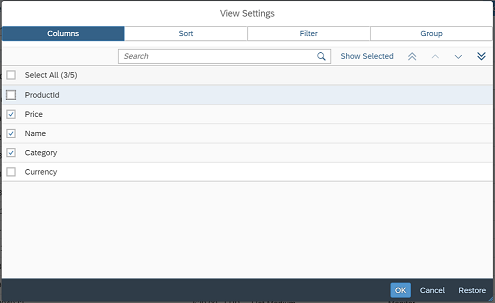 View Settings
Columns Sort Filter Group
Search Show Selected
Select All (3/5)
ProductId
Price
Name
Category
Currency
OK Cancel Restore